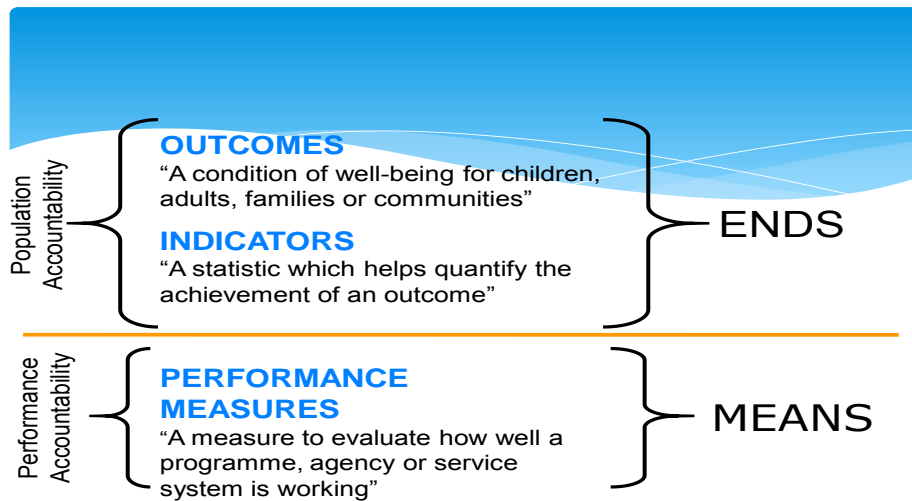 Population
Accountability
OUTCOMES
“A condition of well-being for children,
adults, families or communities”
INDICATORS
“A statistic which helps quantify the
achievement of an outcome”
ENDS
Performance
Accountability
PERFORMANCE
MEASURES
“A measure to evaluate how well a
programme, agency or service
system is working”
MEANS